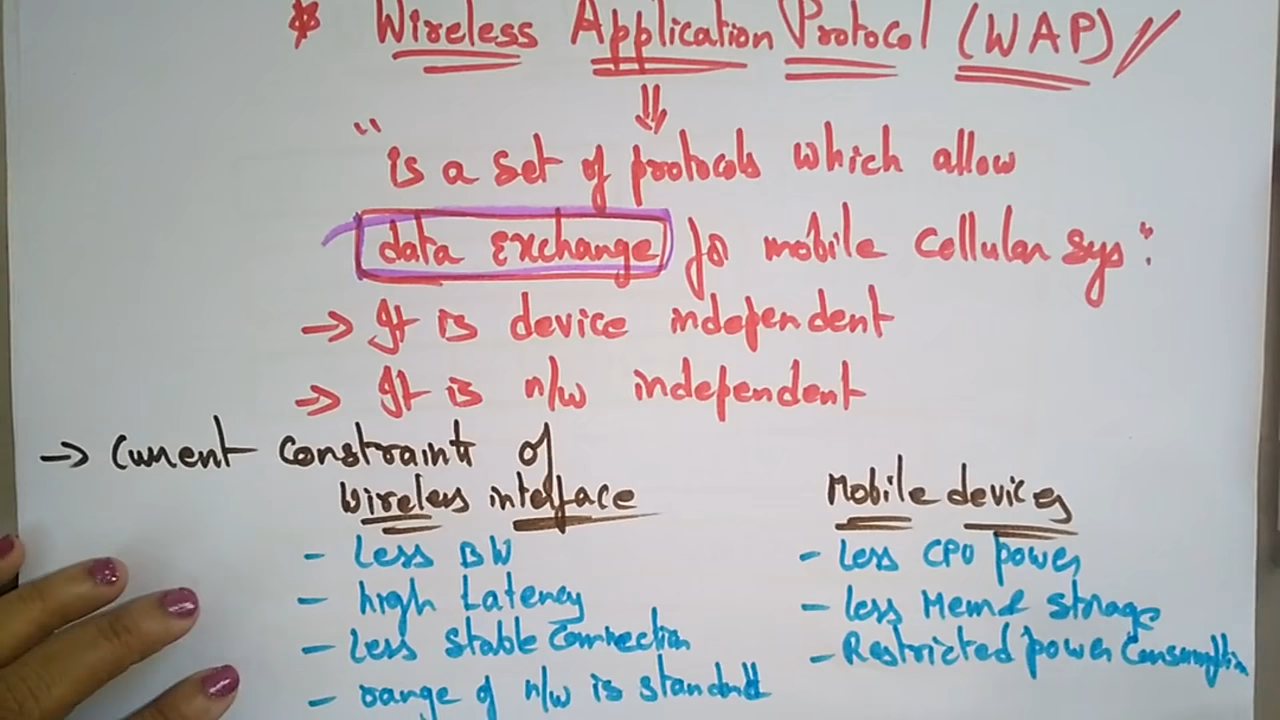 * Wireless Application Protocol (WAP)
⇓
"is a set of protocols which allow
data exchange for mobile cellular sys"
→ It is device independent
→ It is n/w independent
→ Current constraints of
Wireless interface
- Less BW
- high Latency
- Less Stable Connection
- range of n/w is
Mobile devices
- less CPU power
- less Mem & Storage
- Restricted power Consumption